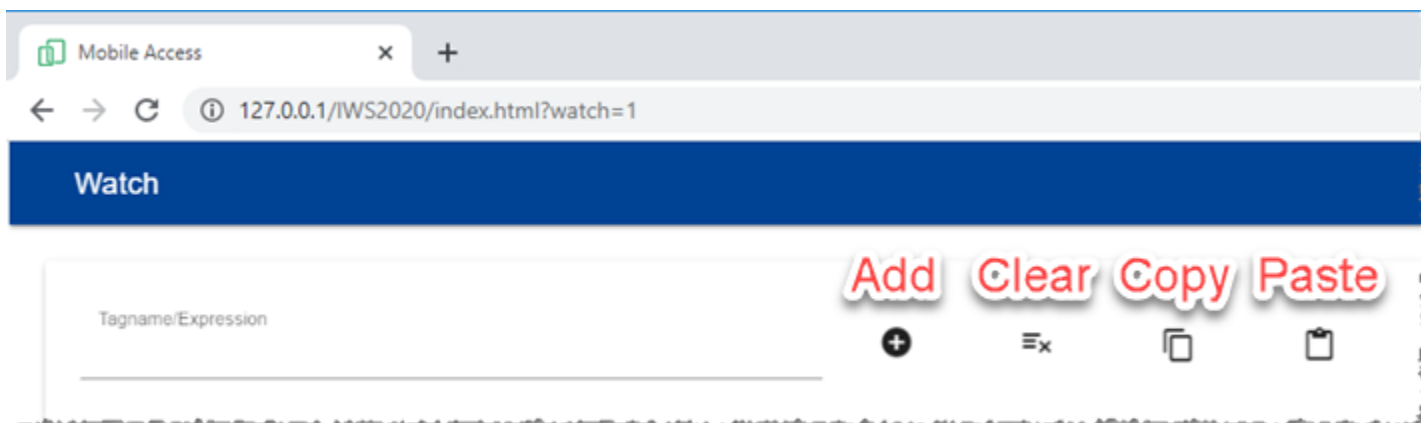 Mobile Access
127.0.0.1/IWS2020/index.html?watch=1
Watch
Add Clear Copy Paste
Tagname/Expression